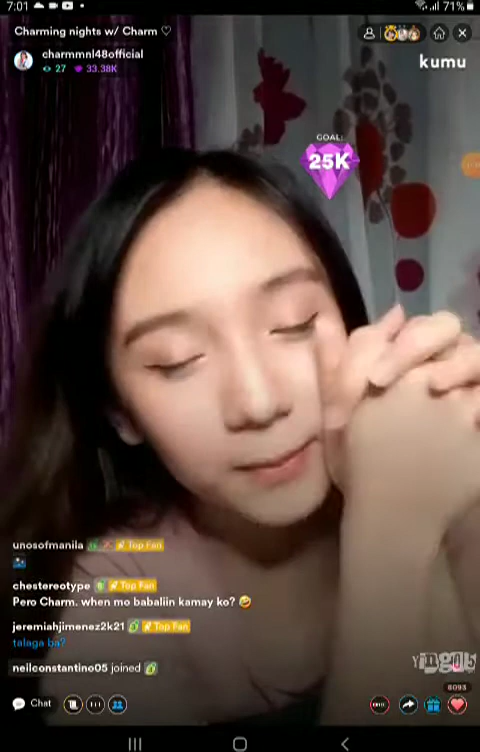 7:01
71%
Charming nights w/ Charm ♡
charmmnl48official
27 33.38K
kumu
GOAL:
25K
unosofmanila Top Fan
chestereotype Top Fan
Pero Charm. when mo babaliin kamay ko? 🤣
jeremiahjimenez2k21 Top Fan
talaga ba?
neilconstantino05 joined
8093
Chat